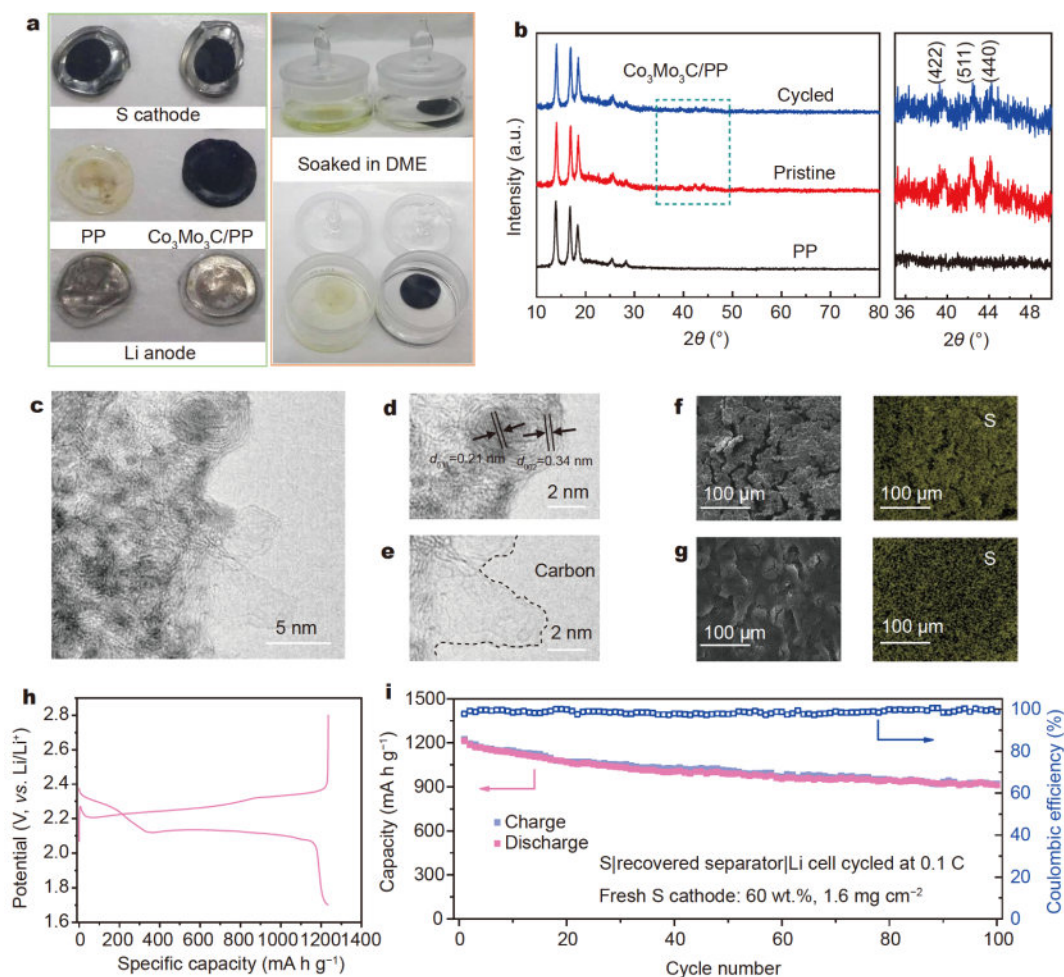 a
S cathode
PP
Co₃Mo₃C/PP
Li anode
Soaked in DME
b
Intensity (a.u.)
Co₃Mo₃C/PP
Cycled
Pristine
PP
10 20 30 40 50 60 70 80
2θ (°)
(422) (511) (440)
36 40 44 48
2θ (°)
c
5 nm
d
=0.21 nm
=0.34 nm
2 nm
e
Carbon
2 nm
f
100 μm
S
100 μm
g
100 μm
S
100 μm
h
Potential (V, vs. Li/Li⁺)
2.8
2.6
2.4
2.2
2.0
1.8
1.6
0 200 400 600 800 1000 1200 1400
Specific capacity (mA h g⁻¹)
i
Capacity (mA h g⁻¹)
1500
1200
900
600
300
0
Charge
Discharge
S|recovered separator|Li cell cycled at 0.1 C
Fresh S cathode: 60 wt.%, 1.6 mg cm⁻²
0 20 40 60 80 100
Cycle number
100
80
60
40
20
0
Coulombic efficiency (%)